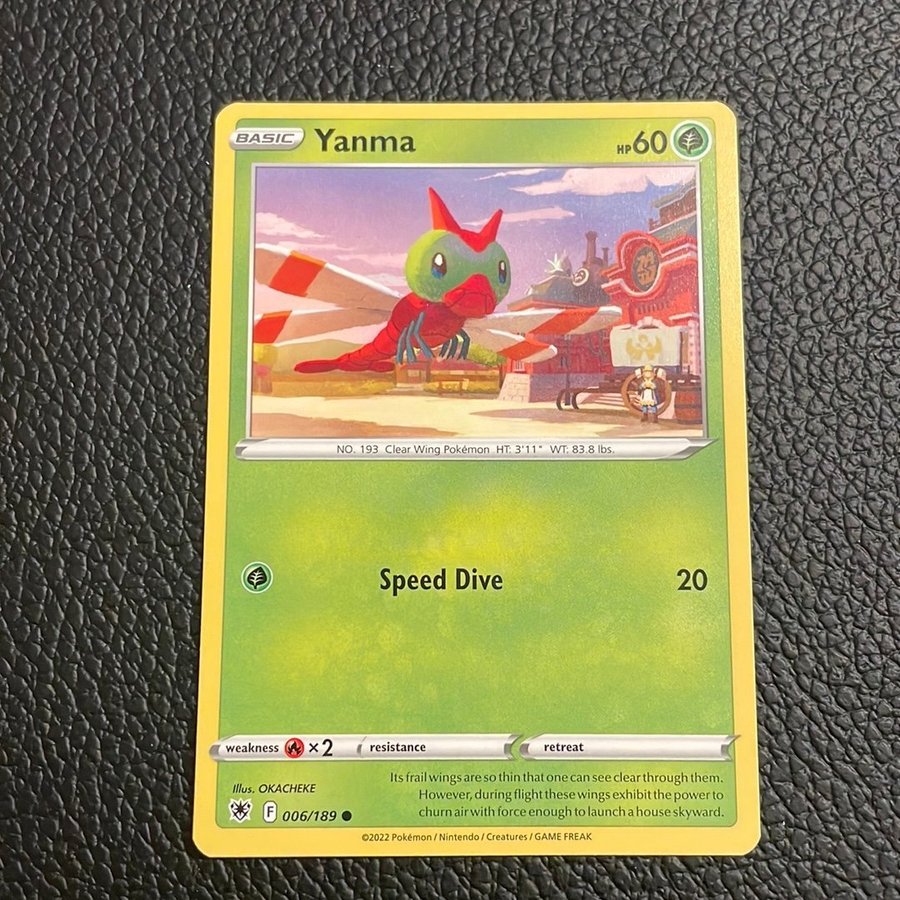 BASIC Yanma HP60
NO. 193 Clear Wing Pokémon HT: 3'11" WT: 83.8 lbs.
Speed Dive 20
weakness ×2 resistance retreat
Its frail wings are so thin that one can see clear through them.
However, during flight these wings exhibit the power to
churn air with force enough to launch a house skyward.
Illus. OKACHEKE
F 006/189
©2022 Pokémon / Nintendo / Creatures / GAME FREAK